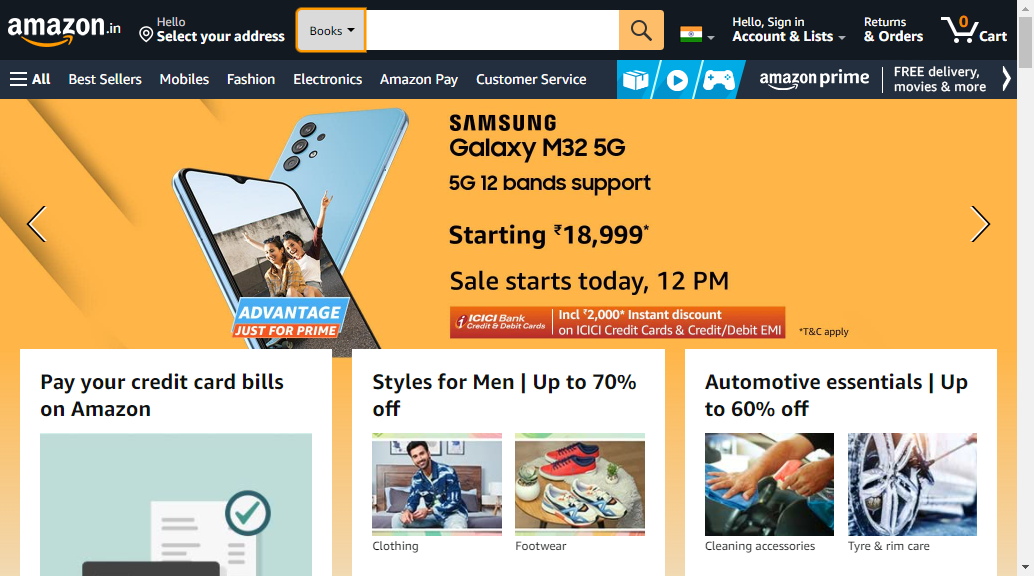 amazon.in
Hello
Select your address
Books
Hello, Sign in
Account & Lists
Returns
& Orders
0
Cart
All
Best Sellers
Mobiles
Fashion
Electronics
Amazon Pay
Customer Service
amazon prime
FREE delivery,
movies & more
SAMSUNG
Galaxy M32 5G
5G 12 bands support
Starting ₹18,999*
Sale starts today, 12 PM
ICICI Bank
Credit & Debit Cards
Incl ₹2,000* Instant discount
on ICICI Credit Cards & Credit/Debit EMI
*T&C apply
ADVANTAGE
JUST FOR PRIME
Pay your credit card bills
on Amazon
Styles for Men | Up to 70%
off
Clothing
Footwear
Automotive essentials | Up
to 60% off
Cleaning accessories
Tyre & rim care